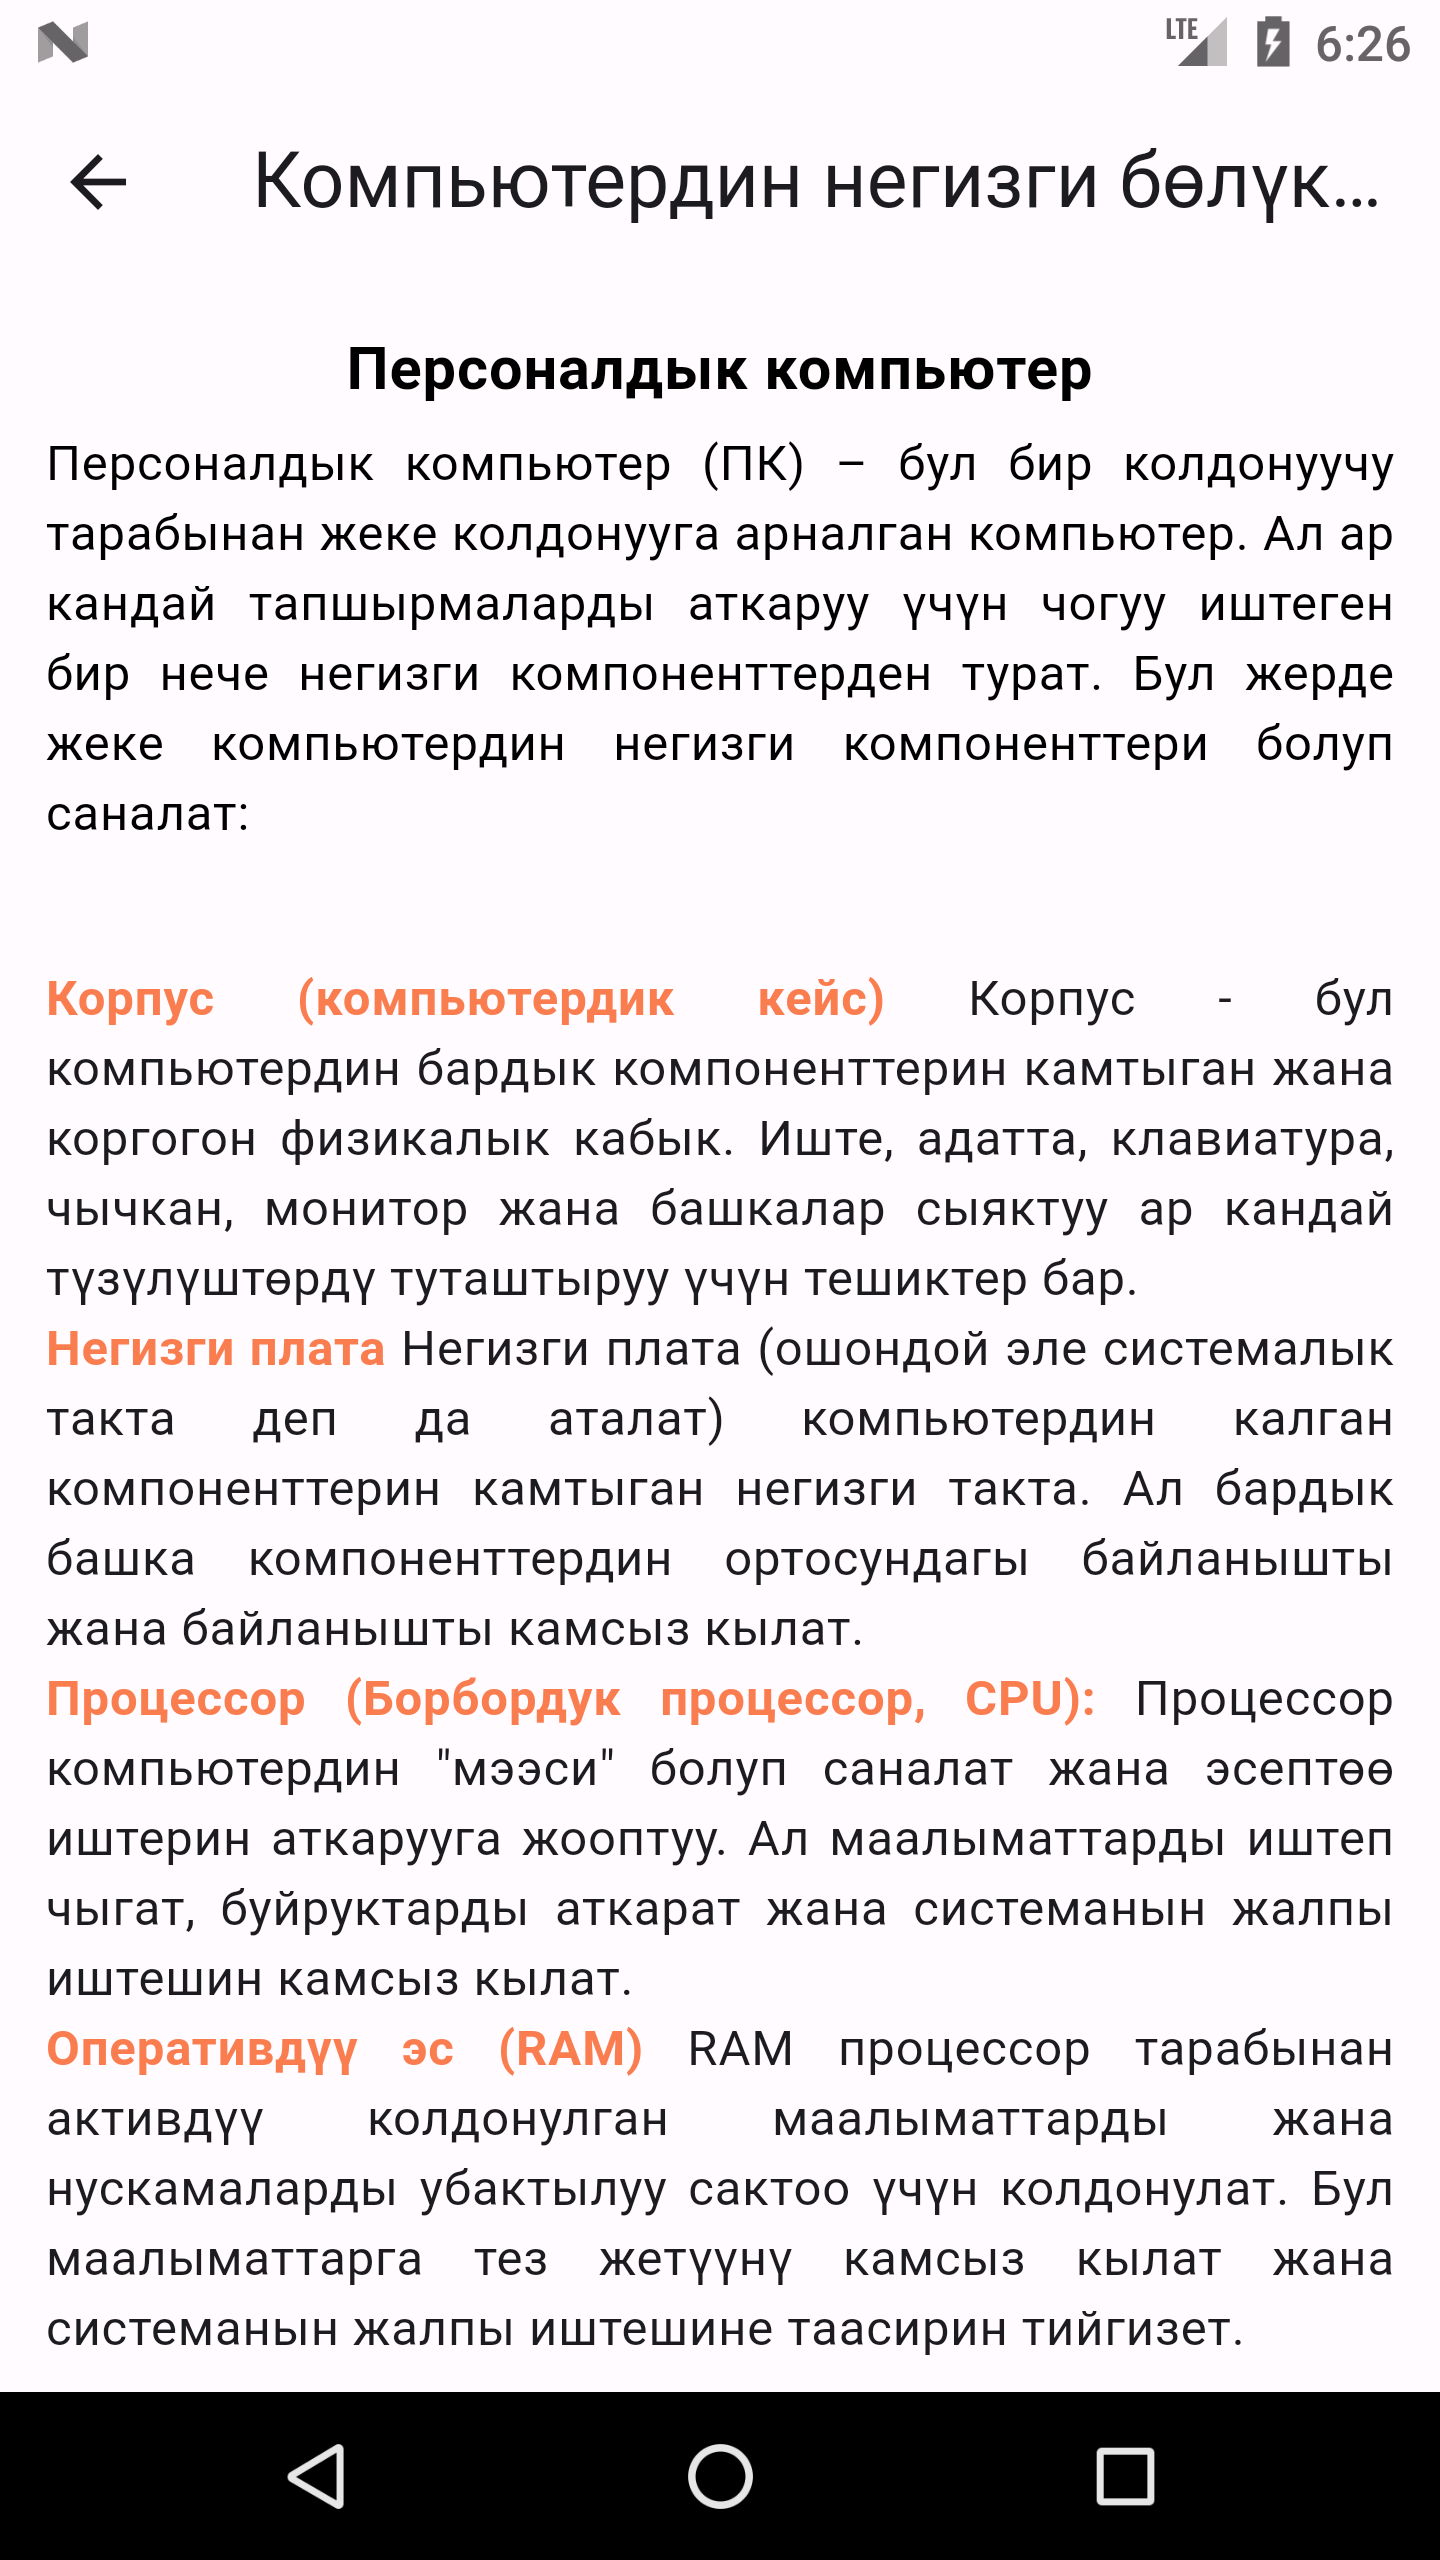 LTE 6:26
Компьютердин негизги бөлүк...
Персоналдык компьютер
Персоналдык компьютер (ПК) – бул бир колдонуучу
тарабынан жеке колдонууга арналган компьютер. Ал ар
кандай тапшырмаларды аткаруу үчүн чогуу иштеген
бир нече негизги компоненттерден турат. Бул жерде
жеке компьютердин негизги компоненттери болуп
саналат:
Корпус (компьютердик кейс) Корпус - бул
компьютердин бардык компоненттерин камтыган жана
коргогон физикалык кабык. Иште, адатта, клавиатура,
чычкан, монитор жана башкалар сыяктуу ар кандай
түзүлүштөрдү туташтыруу үчүн тешиктер бар.
Негизги плата Негизги плата (ошондой эле системалык
такта деп да аталат) компьютердин калган
компоненттерин камтыган негизги такта. Ал бардык
башка компоненттердин ортосундагы байланышты
жана байланышты камсыз кылат.
Процессор (Борбордук процессор, CPU): Процессор
компьютердин "мээси" болуп саналат жана эсептөө
иштерин аткарууга жооптуу. Ал маалыматтарды иштеп
чыгат, буйруктарды аткарат жана системанын жалпы
иштешин камсыз кылат.
Оперативдүү эс (RAM) RAM процессор тарабынан
активдүү колдонулган маалыматтарды жана
нускамаларды убактылуу сактоо үчүн колдонулат. Бул
маалыматтарга тез жетүүнү камсыз кылат жана
системанын жалпы иштешине таасирин тийгизет.